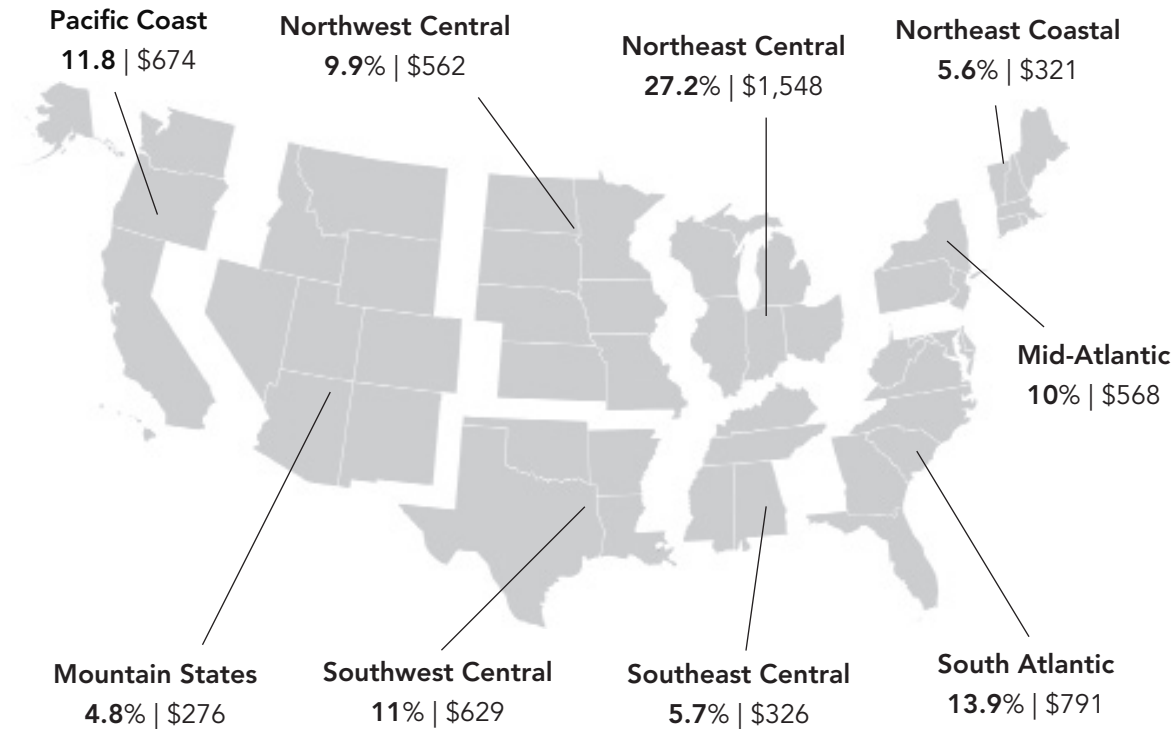 Pacific Coast
11.8 | $674
Northwest Central
9.9% | $562
Northeast Central
27.2% | $1,548
Northeast Coastal
5.6% | $321
Mid-Atlantic
10% | $568
Mountain States
4.8% | $276
Southwest Central
11% | $629
Southeast Central
5.7% | $326
South Atlantic
13.9% | $791